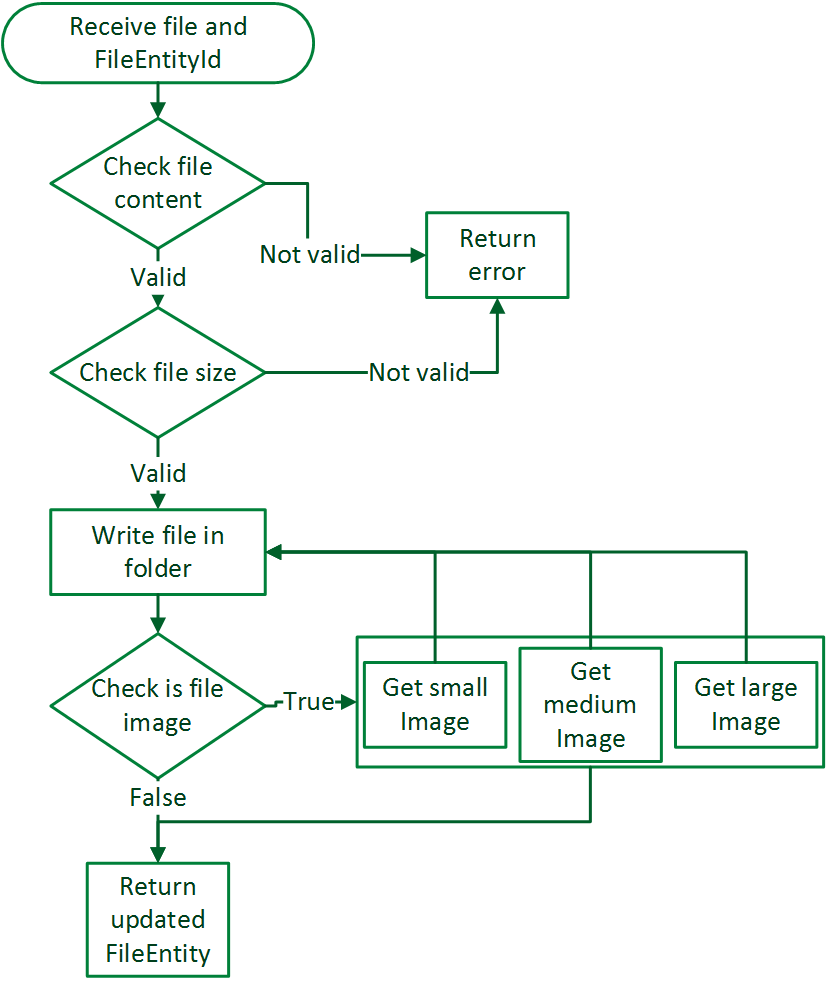 Receive file and
FileEntityId
Check file
content
Not valid
Return
error
Valid
Check file size
Not valid
Valid
Write file in
folder
Check is file
image
True
Get small
Image
Get
medium
Image
Get large
Image
False
Return
updated
FileEntity